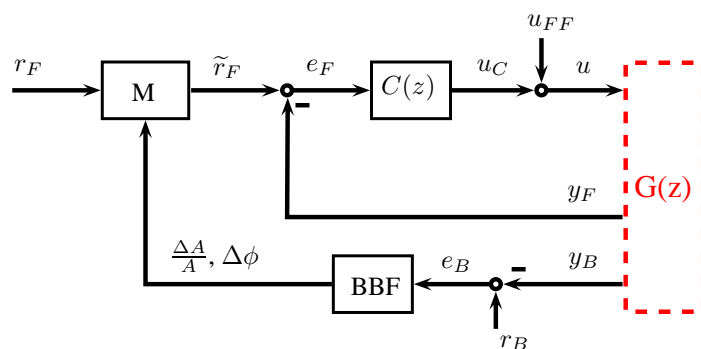 u_{FF}
r_F
M
\widetilde{r}_F
e_F
C(z)
u_C
u
G(z)
y_F
\frac{\Delta A}{A}, \Delta\phi
BBF
e_B
y_B
r_B